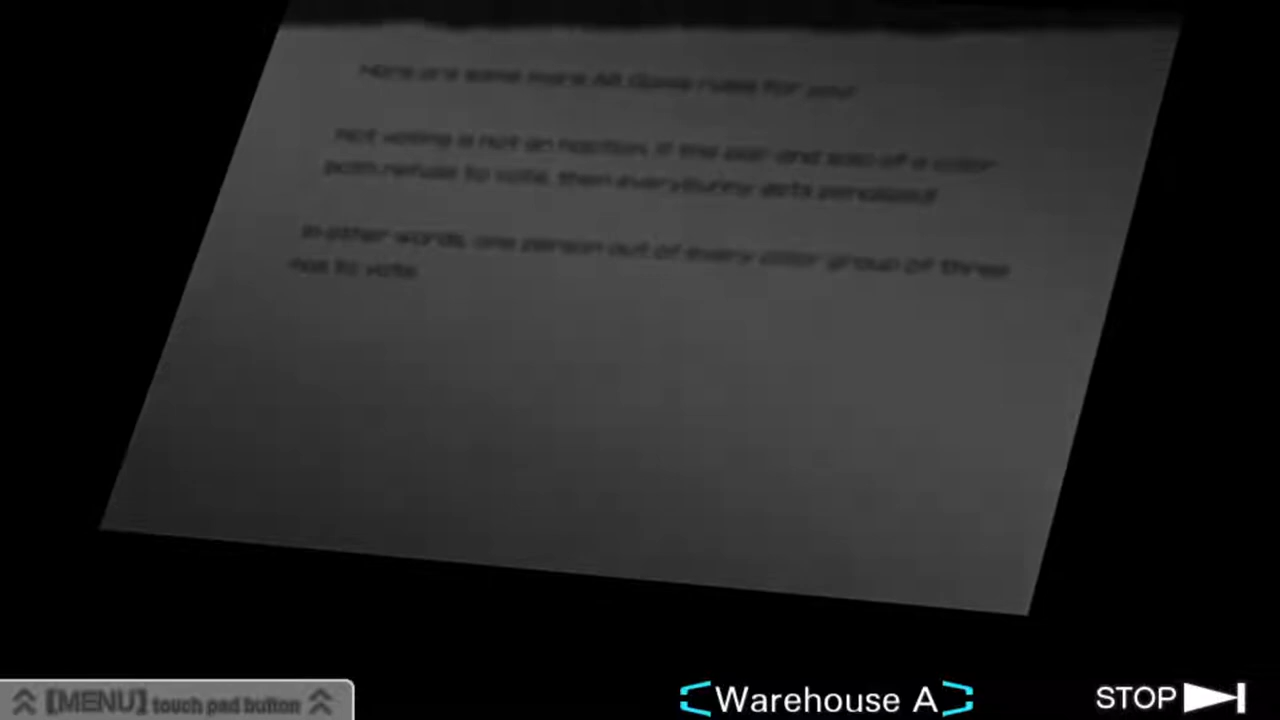 Here are some more AB Game rules for you!
Not voting is not an noption. If the pair and solo of a color
both refuse to vote, then everybunny gets penalized!
In other words, one person out of every color group of three
has to vote.
[MENU] touch pad button
Warehouse A
STOP